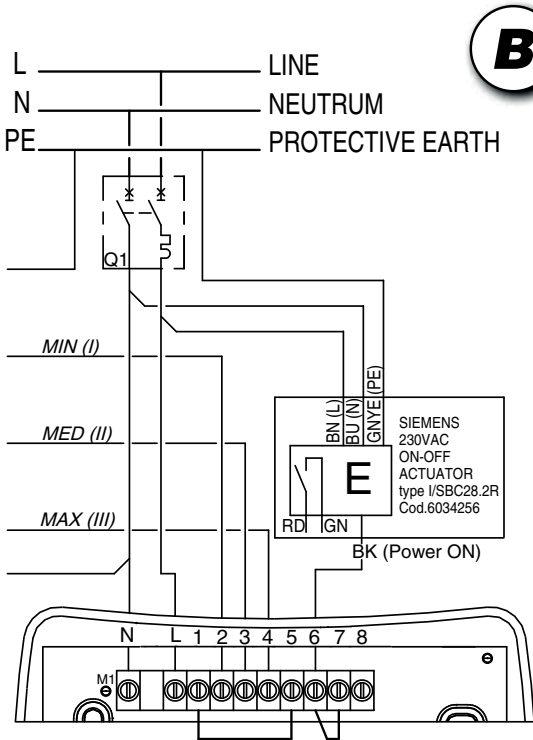 B
L LINE
N NEUTRUM
PE PROTECTIVE EARTH
Q1
MIN (I)
MED (II)
MAX (III)
BN (L)
BU (N)
GNYE (PE)
SIEMENS
230VAC
ON-OFF
ACTUATOR
type I/SBC28.2R
Cod.6034256
E
RD GN
BK (Power ON)
N L 1 2 3 4 5 6 7 8
M1